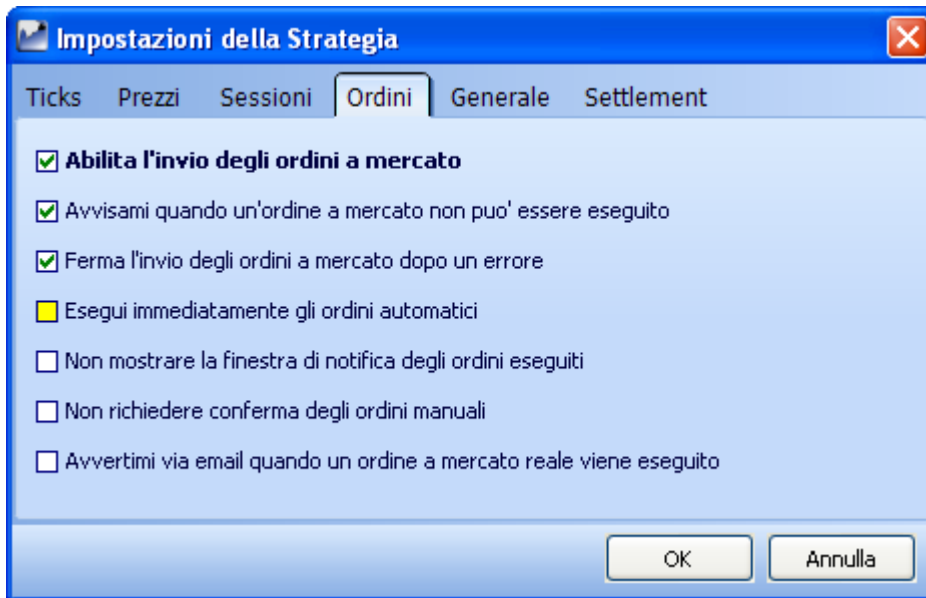 Impostazioni della Strategia
Ticks Prezzi Sessioni Ordini Generale Settlement
Abilita l'invio degli ordini a mercato
Avvisami quando un'ordine a mercato non puo' essere eseguito
Ferma l'invio degli ordini a mercato dopo un errore
Esegui immediatamente gli ordini automatici
Non mostrare la finestra di notifica degli ordini eseguiti
Non richiedere conferma degli ordini manuali
Avvertimi via email quando un ordine a mercato reale viene eseguito
OK Annulla